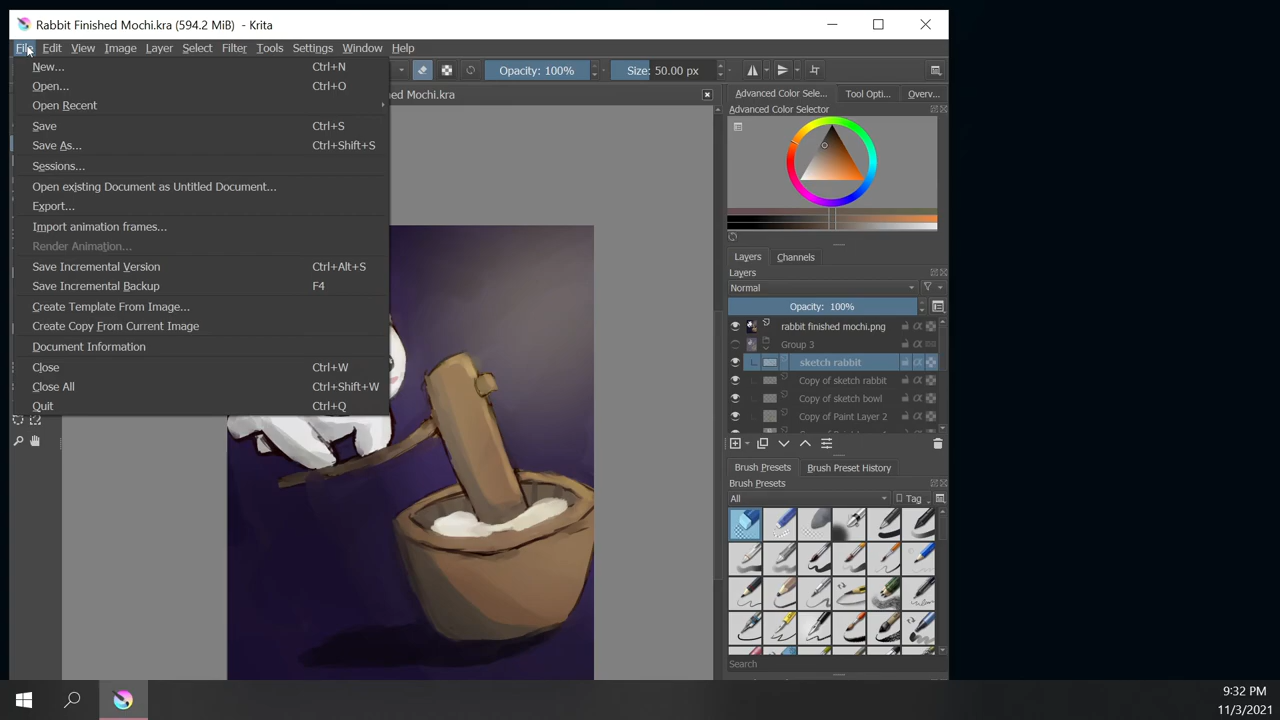 Rabbit Finished Mochi.kra (594.2 MiB) - Krita
File Edit View Image Layer Select Filter Tools Settings Window Help
New... Ctrl+N
Open... Ctrl+O
Open Recent
Save Ctrl+S
Save As... Ctrl+Shift+S
Sessions...
Open existing Document as Untitled Document...
Export...
Import animation frames...
Render Animation...
Save Incremental Version Ctrl+Alt+S
Save Incremental Backup F4
Create Template From Image...
Create Copy From Current Image
Document Information
Close Ctrl+W
Close All Ctrl+Shift+W
Quit Ctrl+Q
Opacity: 100% Size: 50.00 px
ed Mochi.kra
Advanced Color Sele... Tool Opti... Overv...
Advanced Color Selector
Layers Channels
Layers
Normal
Opacity: 100%
rabbit finished mochi.png
Group 3
sketch rabbit
Copy of sketch rabbit
Copy of sketch bowl
Copy of Paint Layer 2
Brush Presets Brush Preset History
Brush Presets
All Tag
Search
9:32 PM
11/3/2021